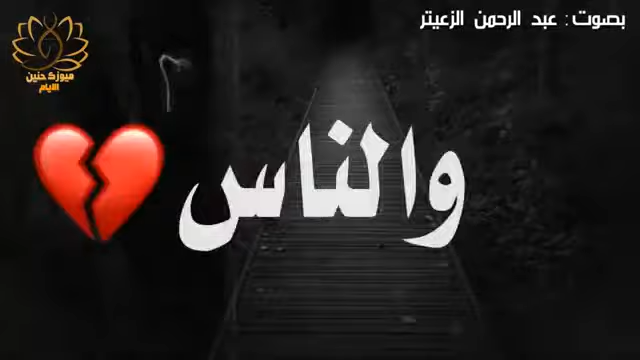 بصوت : عبد الرحمن الزعيتر
ميوزك حنين
الايام
والناس